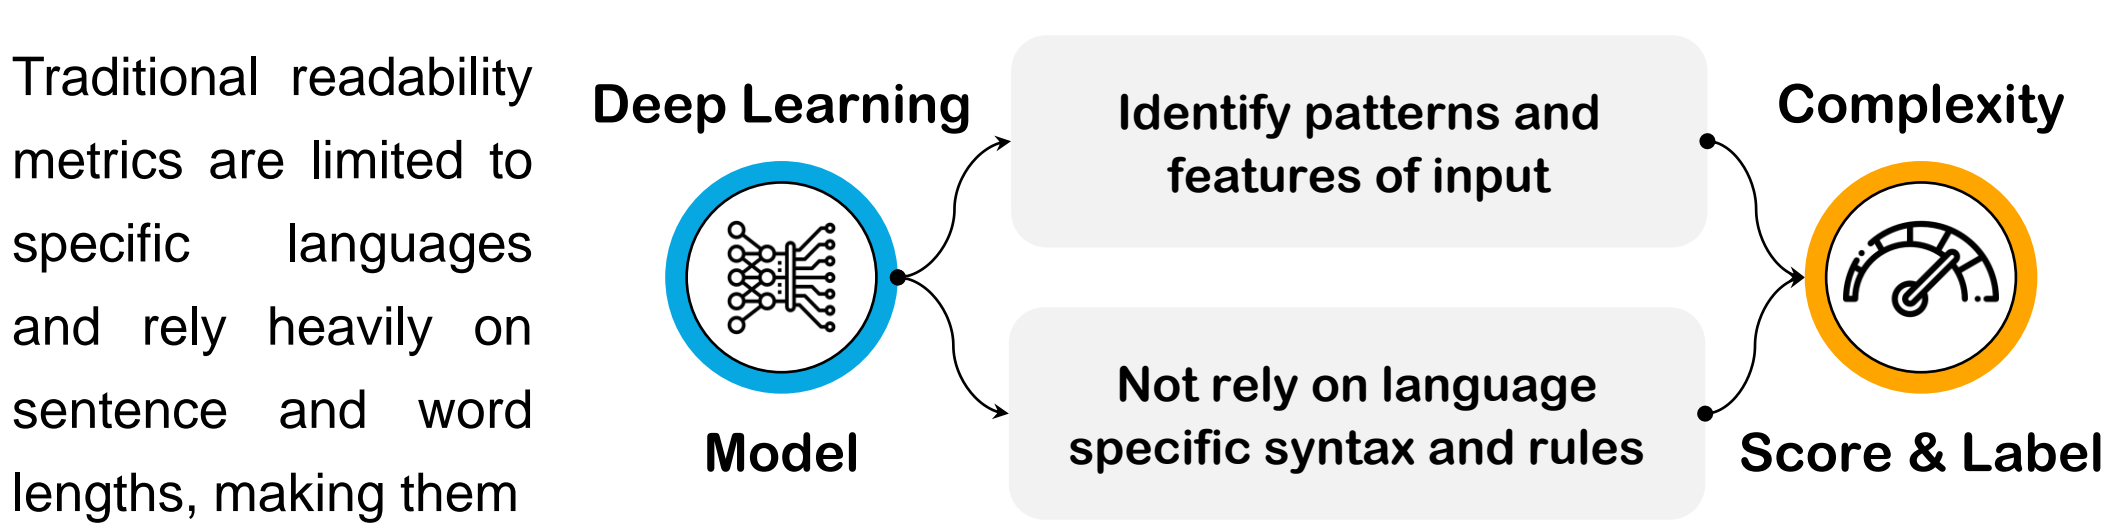 Traditional readability
metrics are limited to
specific languages
and rely heavily on
sentence and word
lengths, making them
Deep Learning
Model
Identify patterns and
features of input
Not rely on language
specific syntax and rules
Complexity
Score & Label